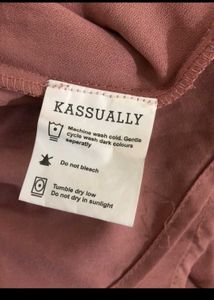 KASSUALLY
Machine wash cold. Gentle
cycle wash dark colours
seperatly
Do not bleach
Tumble dry low
Do not dry in sunlight